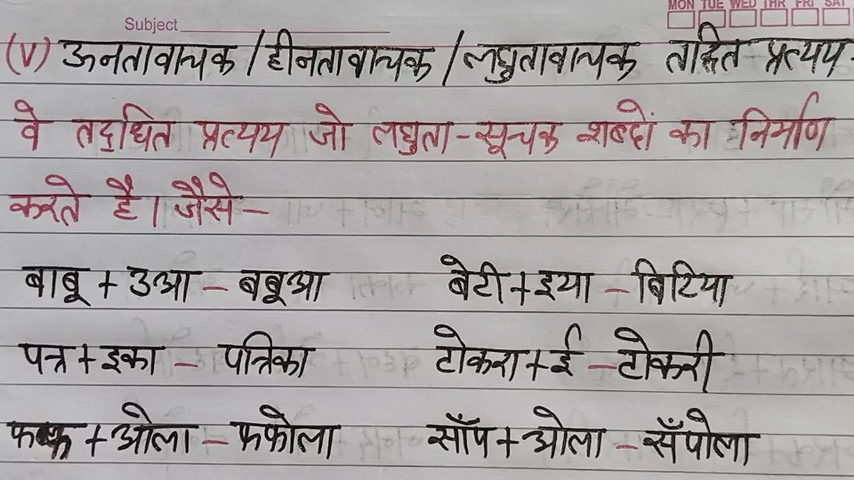 MON TUE WED THR FRI SAT
Subject
(v) ऊनतावाचक / हीनतावाचक / लघुतावाचक तद्धित प्रत्यय
वे तद्धित प्रत्यय जो लघुता-सूचक शब्दों का निर्माण
करते है। जैसे-
बाबू + उआ - बबूआ बेटी + इया - बिटिया
पत्र + इका - पत्रिका टोकरा + ई - टोकरी
फफ + ओला - फफोला साँप + ओला - सँपोला